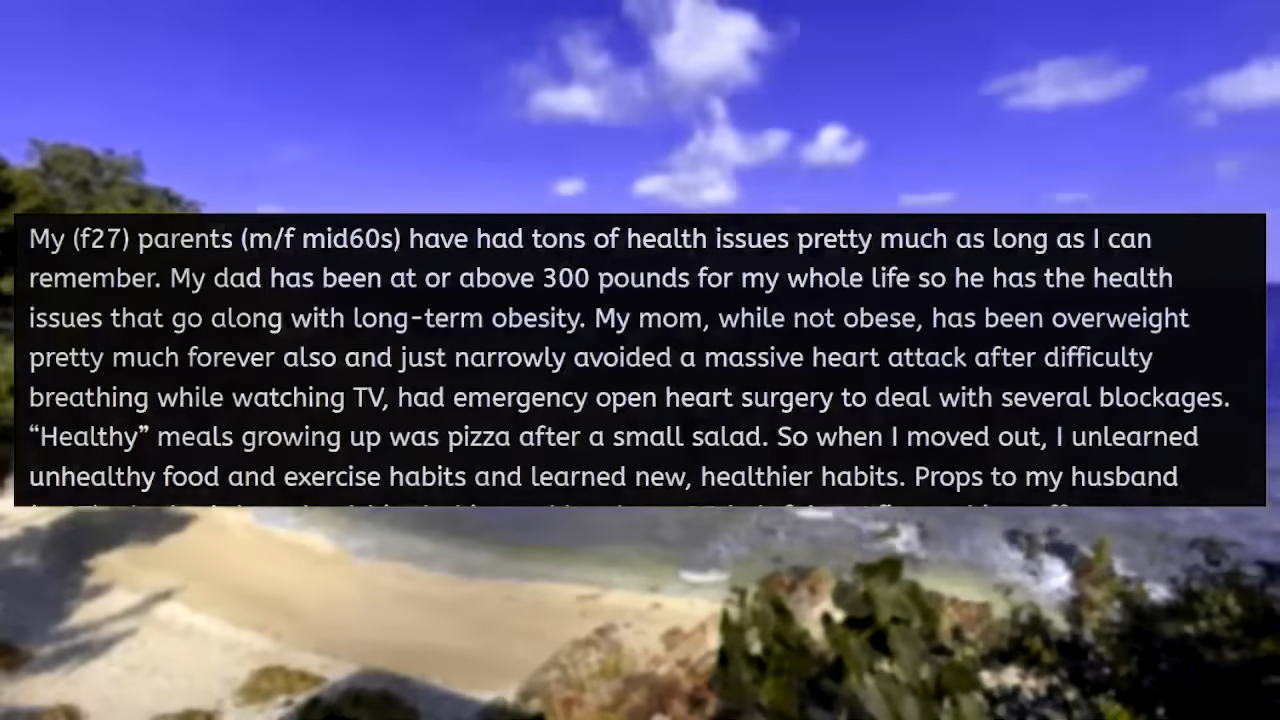 My (f27) parents (m/f mid60s) have had tons of health issues pretty much as long as I can
remember. My dad has been at or above 300 pounds for my whole life so he has the health
issues that go along with long-term obesity. My mom, while not obese, has been overweight
pretty much forever also and just narrowly avoided a massive heart attack after difficulty
breathing while watching TV, had emergency open heart surgery to deal with several blockages.
“Healthy” meals growing up was pizza after a small salad. So when I moved out, I unlearned
unhealthy food and exercise habits and learned new, healthier habits. Props to my husband